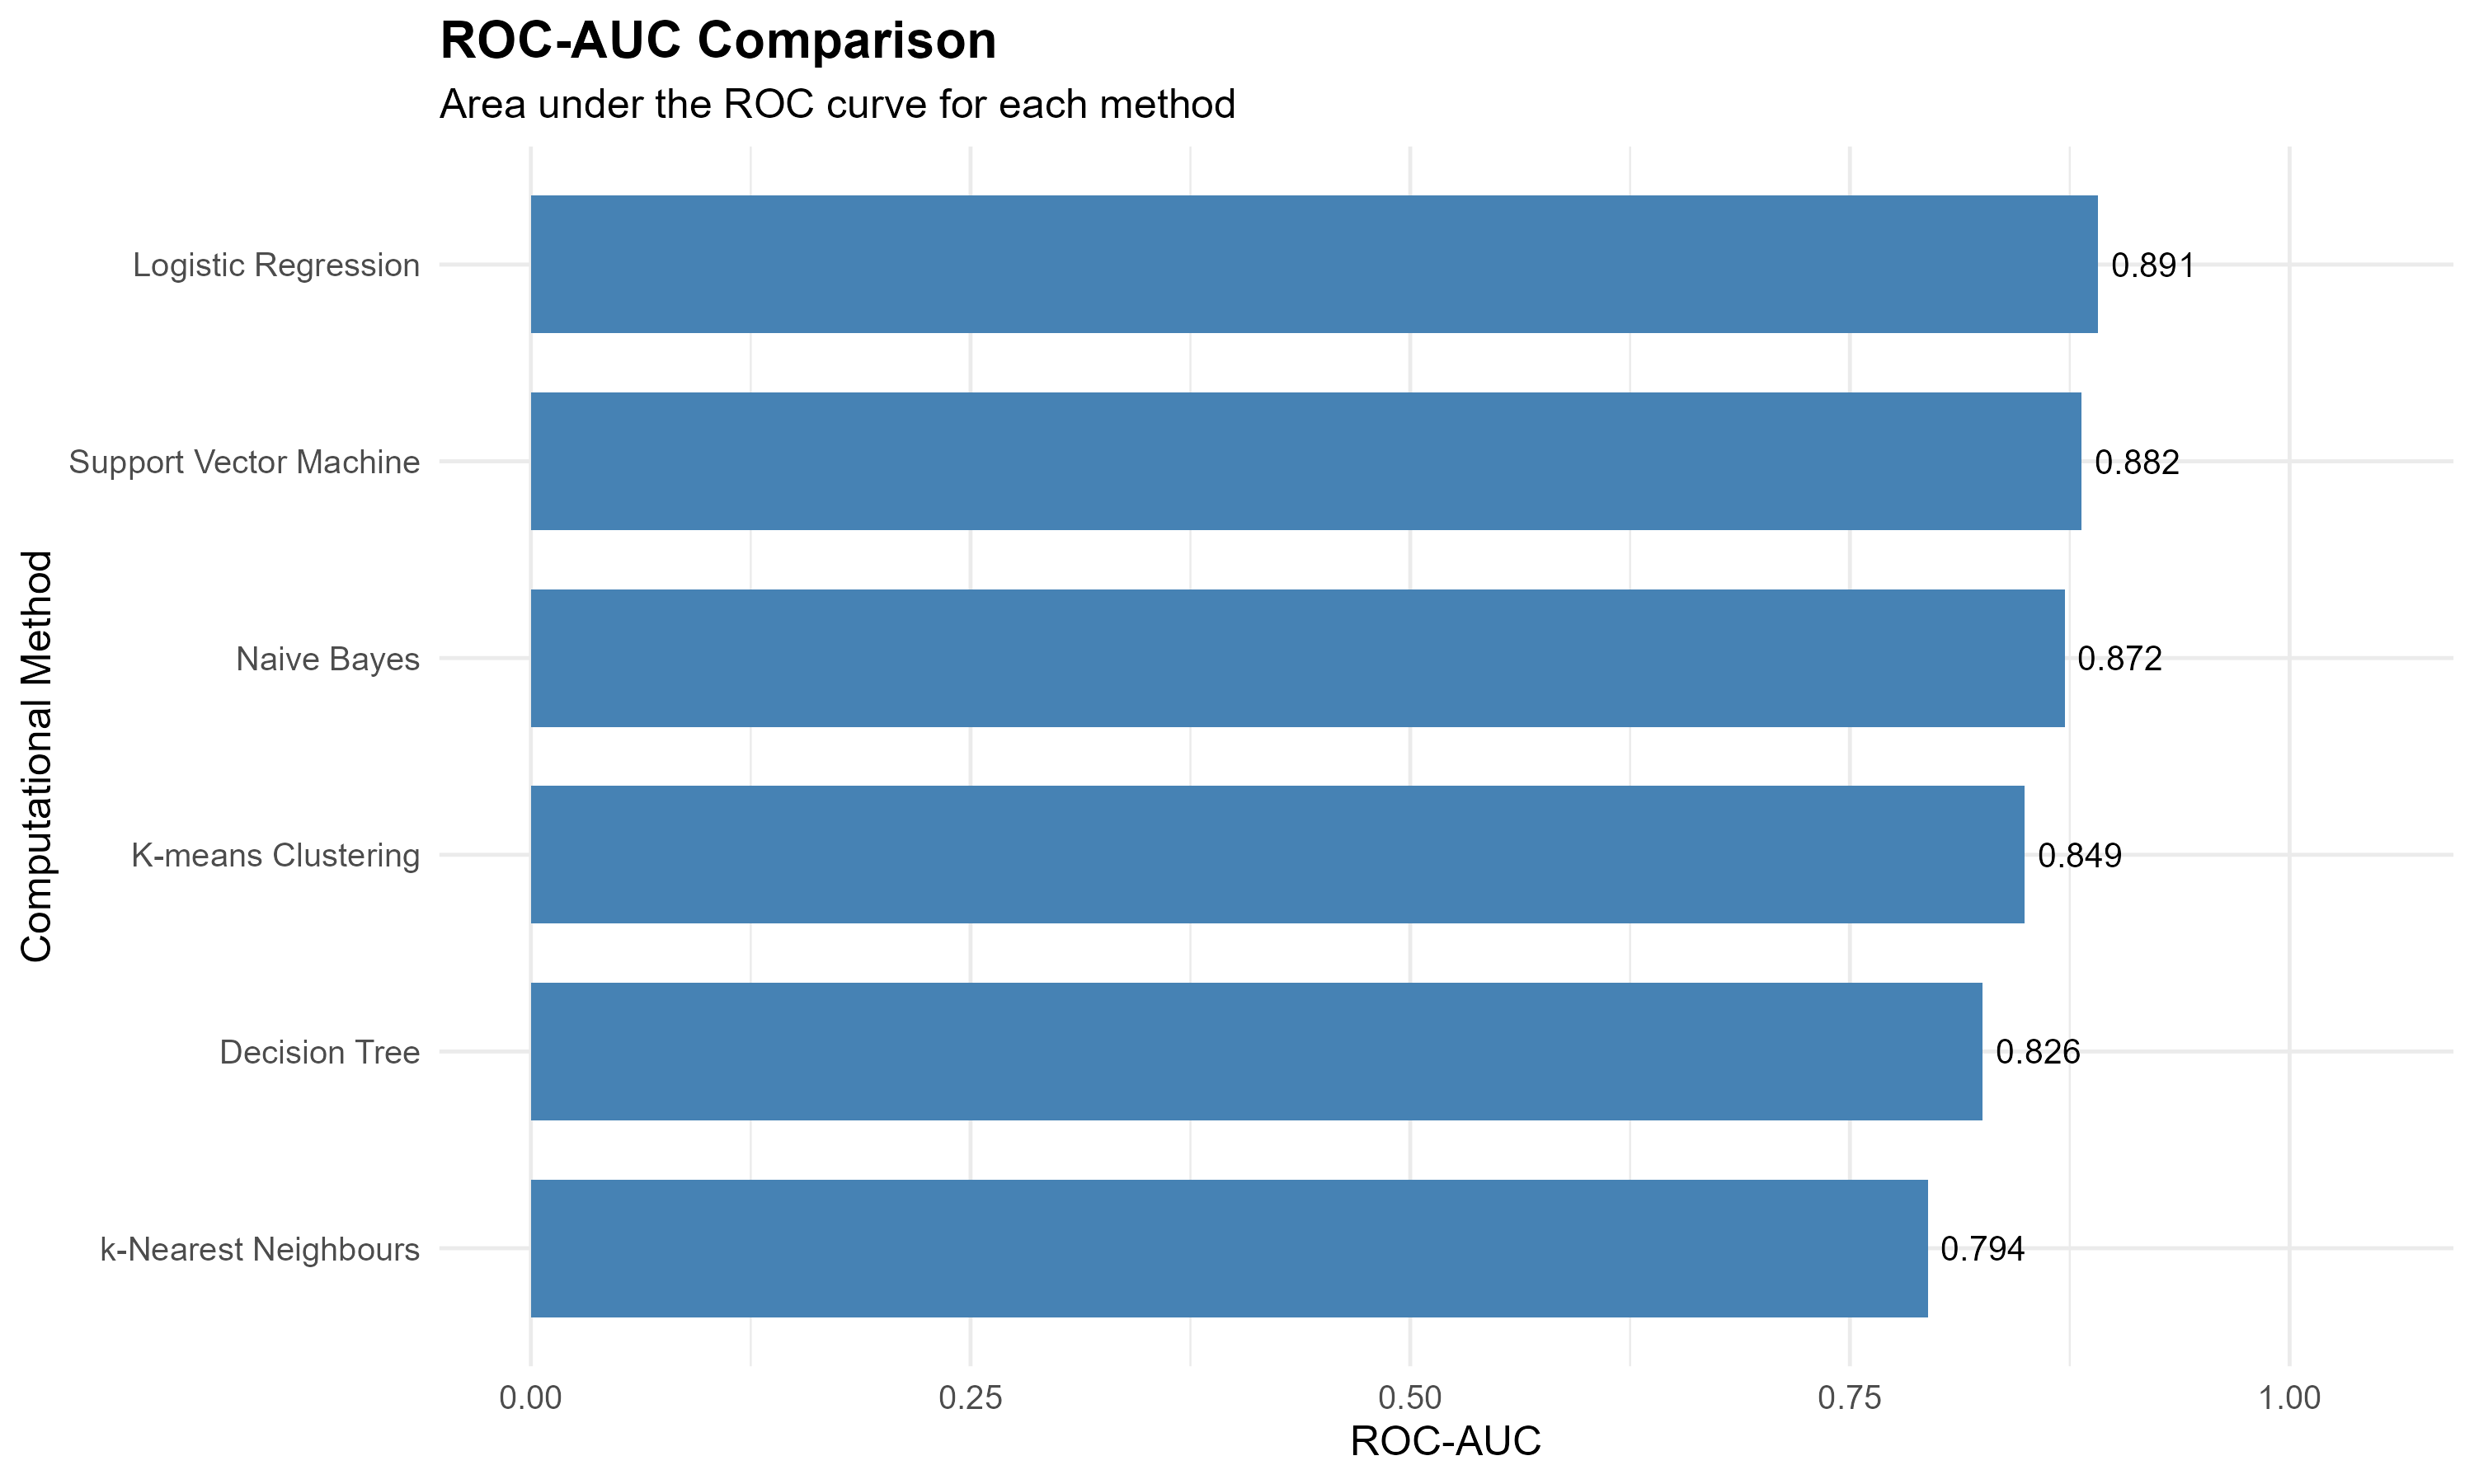 ROC-AUC Comparison
Area under the ROC curve for each method
Computational Method
Logistic Regression 0.891
Support Vector Machine 0.882
Naive Bayes 0.872
K-means Clustering 0.849
Decision Tree 0.826
k-Nearest Neighbours 0.794
0.00 0.25 0.50 0.75 1.00
ROC-AUC